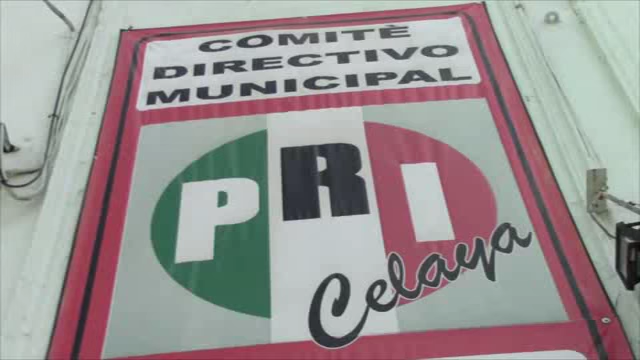 COMITÈ
DIRECTIVO
MUNICIPAL
PRI
Celaya